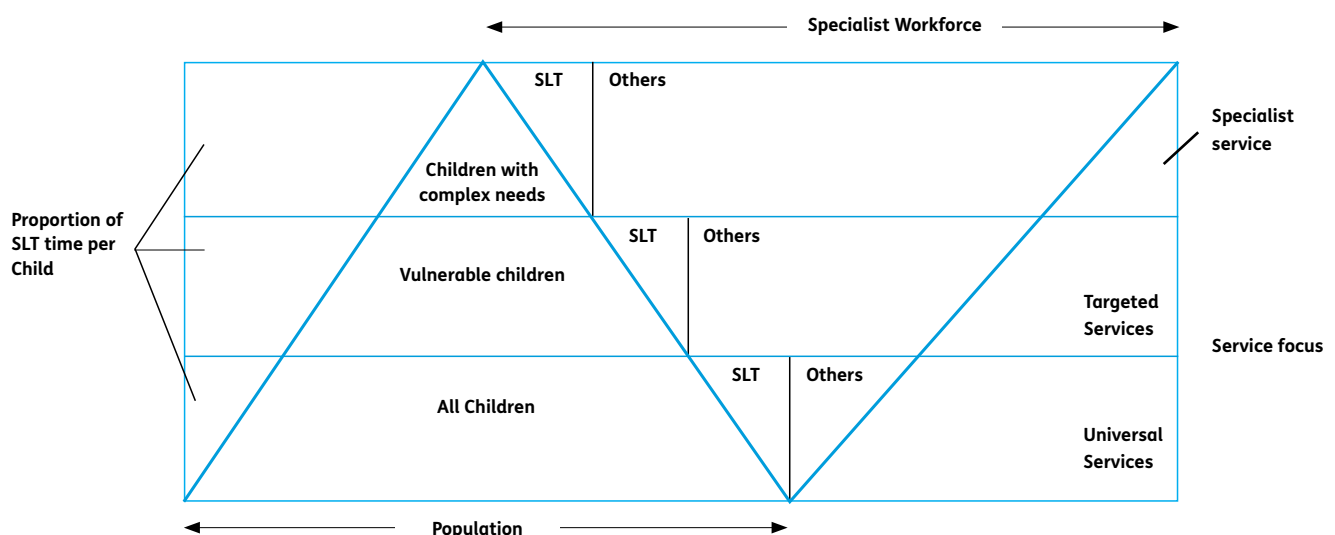 Specialist Workforce
SLT
Others
Specialist
service
Children with
complex needs
Proportion of
SLT time per
Child
SLT
Others
Vulnerable children
Targeted
Services
Service focus
SLT
Others
All Children
Universal
Services
Population